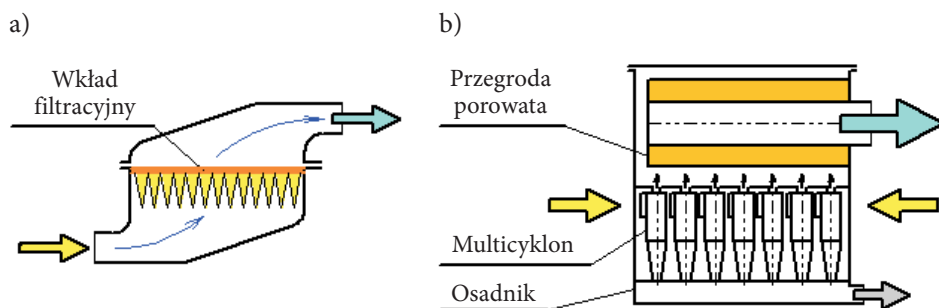 a)
Wkład
filtracyjny
b)
Przegroda
porowata
Multicyklon
Osadnik